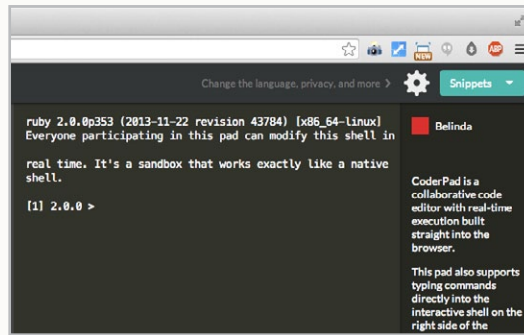 NEW
ABP
Change the language, privacy, and more >
Snippets
ruby 2.0.0p353 (2013-11-22 revision 43784) [x86_64-linux]
Everyone participating in this pad can modify this shell in
real time. It's a sandbox that works exactly like a native
shell.
[1] 2.0.0 >
Belinda
CoderPad is a
collaborative code
editor with real-time
execution built
straight into the
browser.
This pad also supports
typing commands
directly into the
interactive shell on the
right side of the